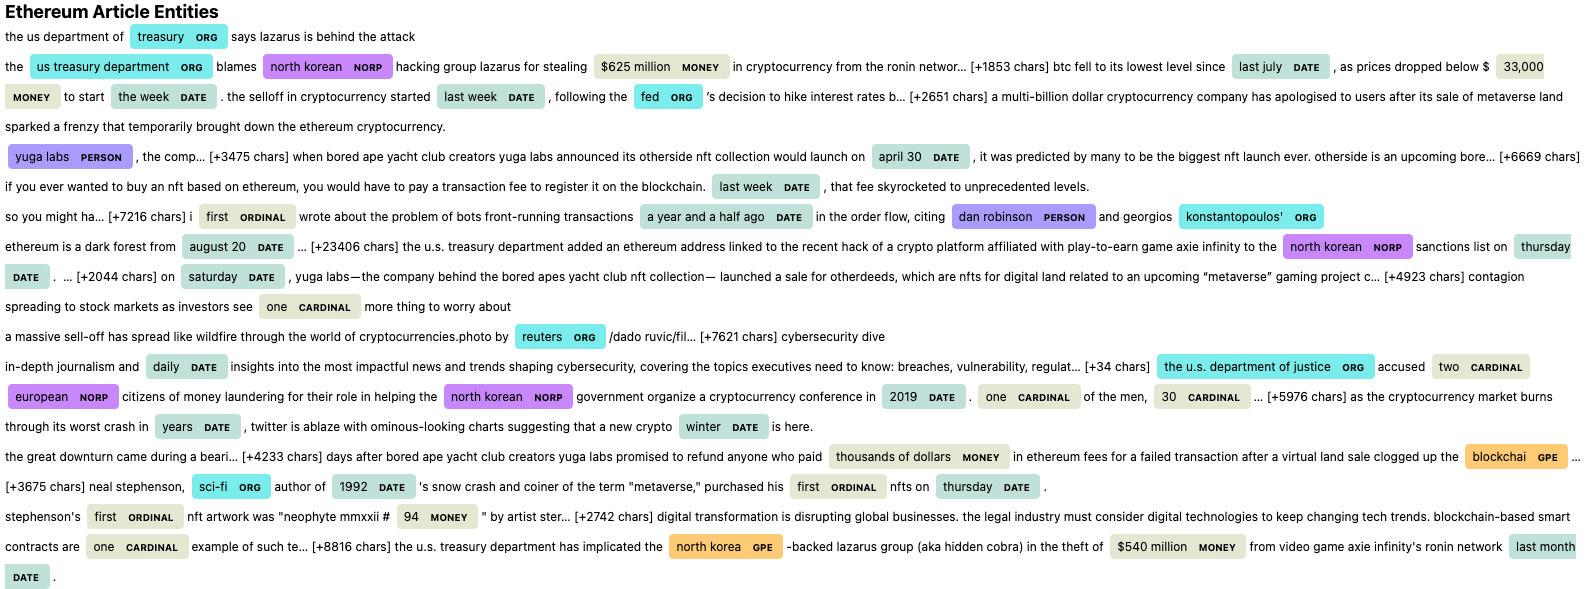 Ethereum Article Entities
the us department of treasury ORG says lazarus is behind the attack
the us treasury department ORG blames north korean NORP hacking group lazarus for stealing $625 million MONEY in cryptocurrency from the ronin networ… [+1853 chars] btc fell to its lowest level since last july DATE , as prices dropped below $ 33,000
MONEY to start the week DATE . the selloff in cryptocurrency started last week DATE , following the fed ORG 's decision to hike interest rates b… [+2651 chars] a multi-billion dollar cryptocurrency company has apologised to users after its sale of metaverse land
sparked a frenzy that temporarily brought down the ethereum cryptocurrency.
yuga labs PERSON , the comp… [+3475 chars] when bored ape yacht club creators yuga labs announced its otherside nft collection would launch on april 30 DATE , it was predicted by many to be the biggest nft launch ever. otherside is an upcoming bore… [+6669 chars]
if you ever wanted to buy an nft based on ethereum, you would have to pay a transaction fee to register it on the blockchain. last week DATE , that fee skyrocketed to unprecedented levels.
so you might ha… [+7216 chars] i first ORDINAL wrote about the problem of bots front-running transactions a year and a half ago DATE in the order flow, citing dan robinson PERSON and georgios konstantopoulos' ORG
ethereum is a dark forest from august 20 DATE … [+23406 chars] the u.s. treasury department added an ethereum address linked to the recent hack of a crypto platform affiliated with play-to-earn game axie infinity to the north korean NORP sanctions list on thursday
DATE . … [+2044 chars] on saturday DATE , yuga labs—the company behind the bored apes yacht club nft collection— launched a sale for otherdeeds, which are nfts for digital land related to an upcoming “metaverse” gaming project c… [+4923 chars] contagion
spreading to stock markets as investors see one CARDINAL more thing to worry about
a massive sell-off has spread like wildfire through the world of cryptocurrencies.photo by reuters ORG /dado ruvic/fil… [+7621 chars] cybersecurity dive
in-depth journalism and daily DATE insights into the most impactful news and trends shaping cybersecurity, covering the topics executives need to know: breaches, vulnerability, regulat… [+34 chars] the u.s. department of justice ORG accused two CARDINAL
european NORP citizens of money laundering for their role in helping the north korean NORP government organize a cryptocurrency conference in 2019 DATE . one CARDINAL of the men, 30 CARDINAL … [+5976 chars] as the cryptocurrency market burns
through its worst crash in years DATE , twitter is ablaze with ominous-looking charts suggesting that a new crypto winter DATE is here.
the great downturn came during a beari… [+4233 chars] days after bored ape yacht club creators yuga labs promised to refund anyone who paid thousands of dollars MONEY in ethereum fees for a failed transaction after a virtual land sale clogged up the blockchai GPE …
[+3675 chars] neal stephenson, sci-fi ORG author of 1992 DATE 's snow crash and coiner of the term "metaverse," purchased his first ORDINAL nfts on thursday DATE .
stephenson's first ORDINAL nft artwork was "neophyte mmxxii # 94 MONEY " by artist ster… [+2742 chars] digital transformation is disrupting global businesses. the legal industry must consider digital technologies to keep changing tech trends. blockchain-based smart
contracts are one CARDINAL example of such te… [+8816 chars] the u.s. treasury department has implicated the north korea GPE -backed lazarus group (aka hidden cobra) in the theft of $540 million MONEY from video game axie infinity's ronin network last month
DATE .